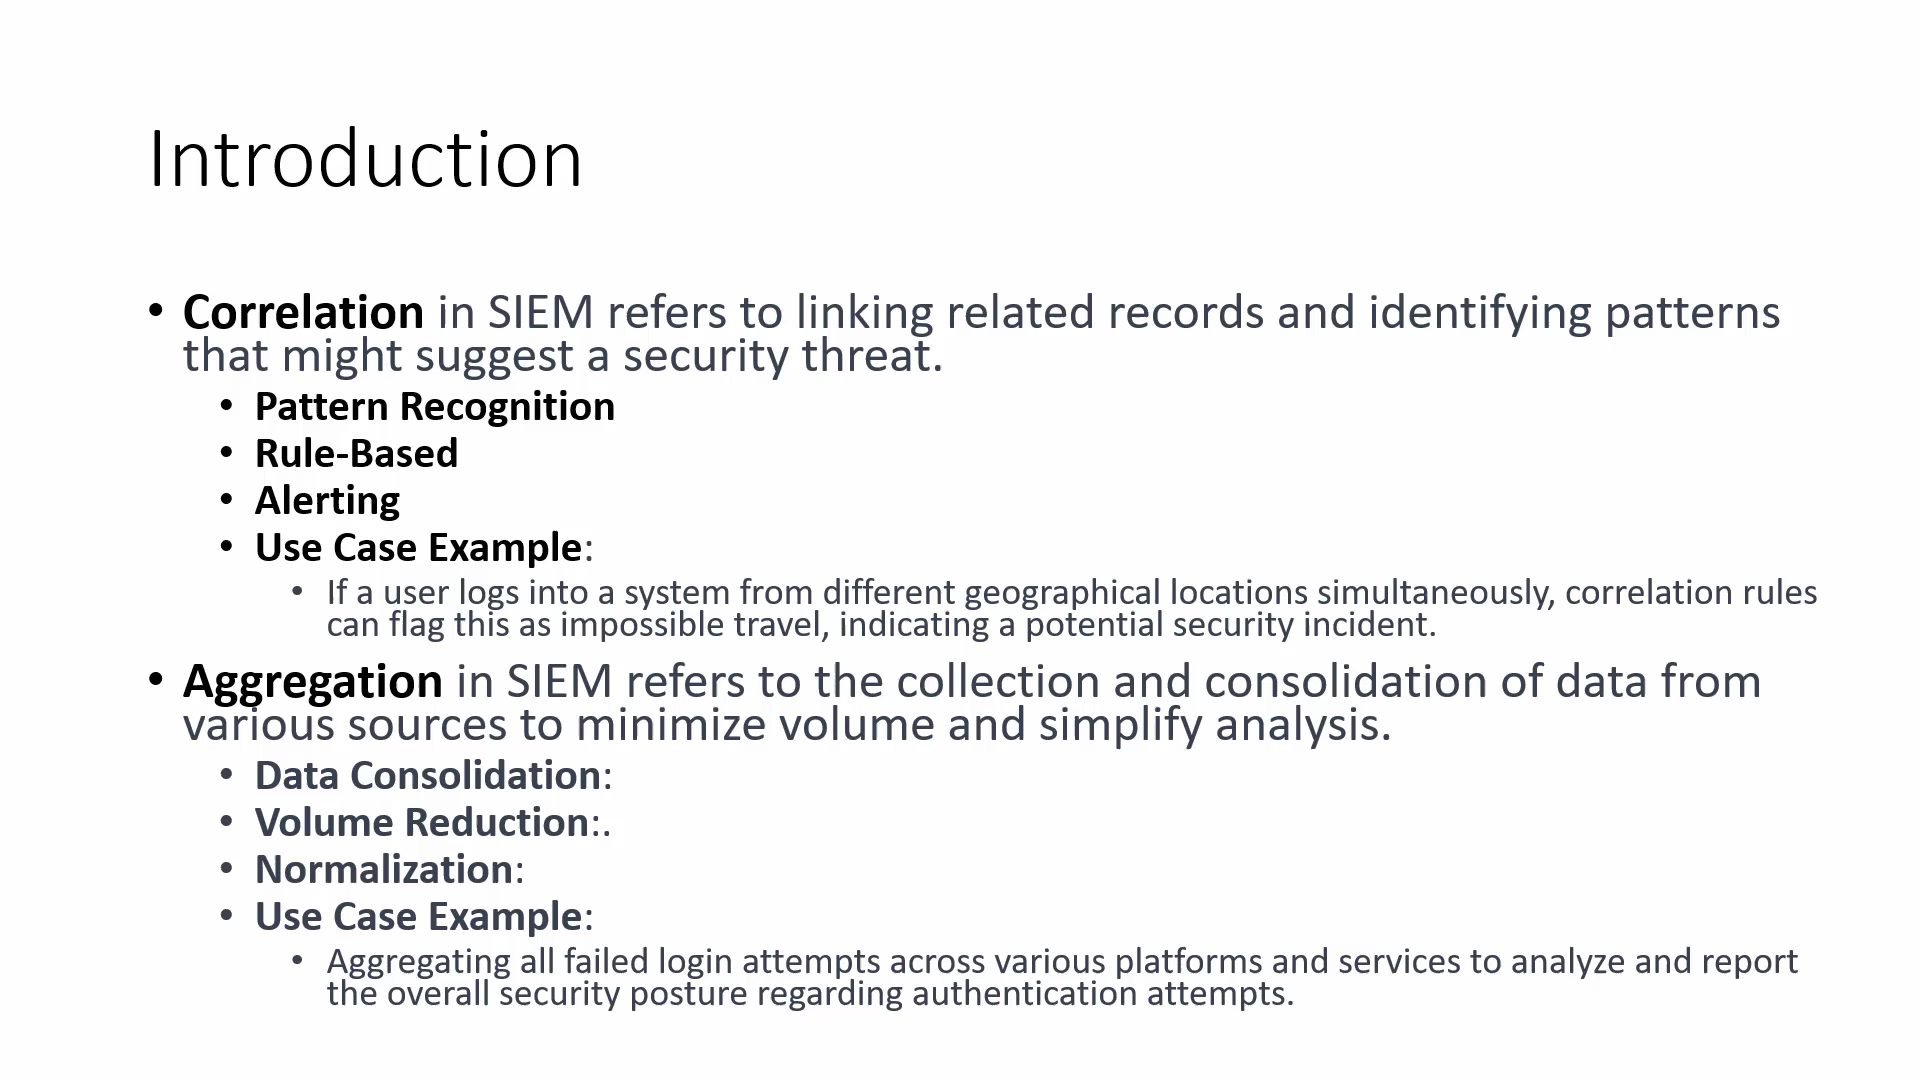 Introduction
• Correlation in SIEM refers to linking related records and identifying patterns
that might suggest a security threat.
• Pattern Recognition
• Rule-Based
• Alerting
• Use Case Example:
• If a user logs into a system from different geographical locations simultaneously, correlation rules
can flag this as impossible travel, indicating a potential security incident.
• Aggregation in SIEM refers to the collection and consolidation of data from
various sources to minimize volume and simplify analysis.
• Data Consolidation:
• Volume Reduction:.
• Normalization:
• Use Case Example:
• Aggregating all failed login attempts across various platforms and services to analyze and report
the overall security posture regarding authentication attempts.